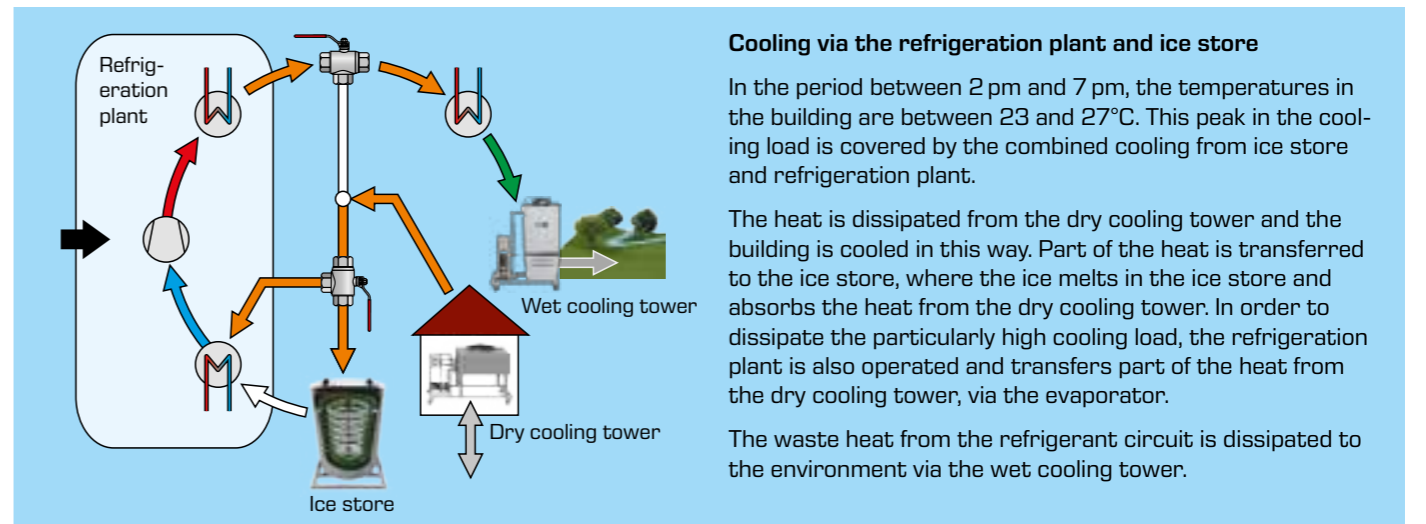 Refrig-
eration
plant
Wet cooling tower
Dry cooling tower
Ice store
Cooling via the refrigeration plant and ice store
In the period between 2 pm and 7 pm, the temperatures in
the building are between 23 and 27°C. This peak in the cool-
ing load is covered by the combined cooling from ice store
and refrigeration plant.
The heat is dissipated from the dry cooling tower and the
building is cooled in this way. Part of the heat is transferred
to the ice store, where the ice melts in the ice store and
absorbs the heat from the dry cooling tower. In order to
dissipate the particularly high cooling load, the refrigeration
plant is also operated and transfers part of the heat from
the dry cooling tower, via the evaporator.
The waste heat from the refrigerant circuit is dissipated to
the environment via the wet cooling tower.